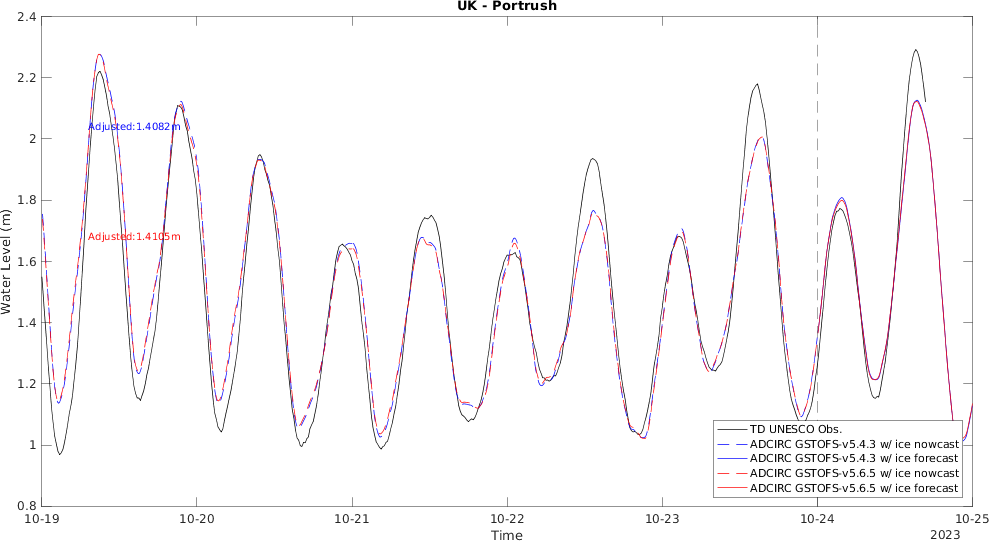 UK - Portrush
2.4
2.2
2
1.8
1.6
1.4
1.2
1
0.8
Water Level (m)
Adjusted:1.4082m
Adjusted:1.4105m
TD UNESCO Obs.
ADCIRC GSTOFS-v5.4.3 w/ ice nowcast
ADCIRC GSTOFS-v5.4.3 w/ ice forecast
ADCIRC GSTOFS-v5.6.5 w/ ice nowcast
ADCIRC GSTOFS-v5.6.5 w/ ice forecast
10-19 10-20 10-21 10-22 10-23 10-24 10-25
Time
2023